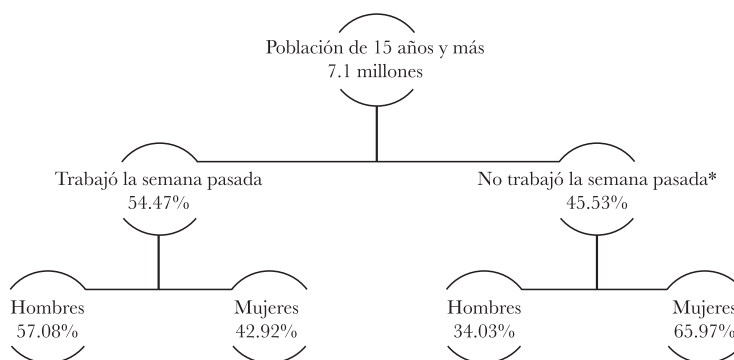 Población de 15 años y más
7.1 millones
Trabajó la semana pasada
54.47%
No trabajó la semana pasada*
45.53%
Hombres
57.08%
Mujeres
42.92%
Hombres
34.03%
Mujeres
65.97%